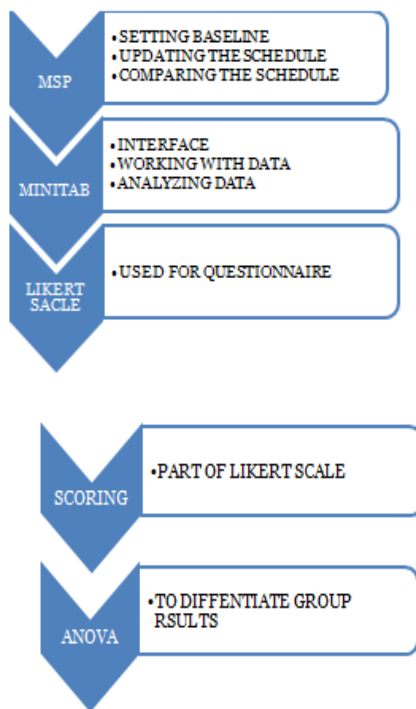 MSP
•SETTING BASELINE
•UPDATING THE SCHEDULE
•COMPARING THE SCHEDULE
MINITAB
•INTERFACE
•WORKING WITH DATA
•ANALYZING DATA
LIKERT
SACLE
•USED FOR QUESTIONNAIRE
SCORING
•PART OF LIKERT SCALE
ANOVA
•TO DIFFENTIATE GROUP
RSULTS